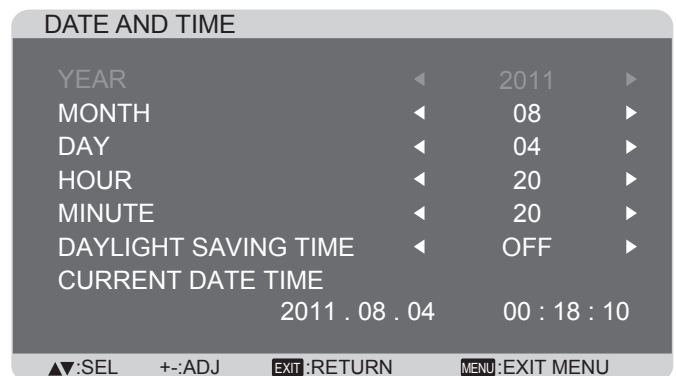 DATE AND TIME
YEAR ◀ 2011 ▶
MONTH ◀ 08 ▶
DAY ◀ 04 ▶
HOUR ◀ 20 ▶
MINUTE ◀ 20 ▶
DAYLIGHT SAVING TIME ◀ OFF ▶
CURRENT DATE TIME
2011 . 08 . 04 00 : 18 : 10
▲▼:SEL +-:ADJ EXIT :RETURN MENU :EXIT MENU